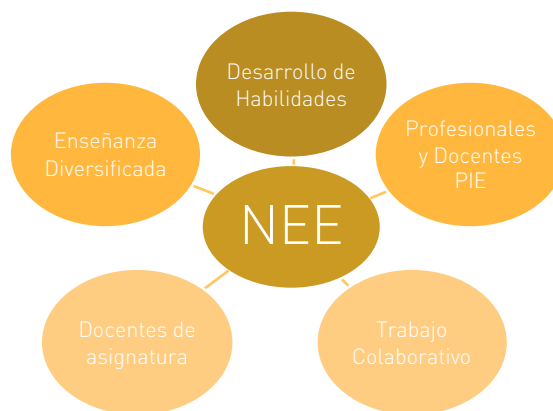 Desarrollo de
Habilidades
Enseñanza
Diversificada
Profesionales
y Docentes
PIE
NEE
Docentes de
asignatura
Trabajo
Colaborativo